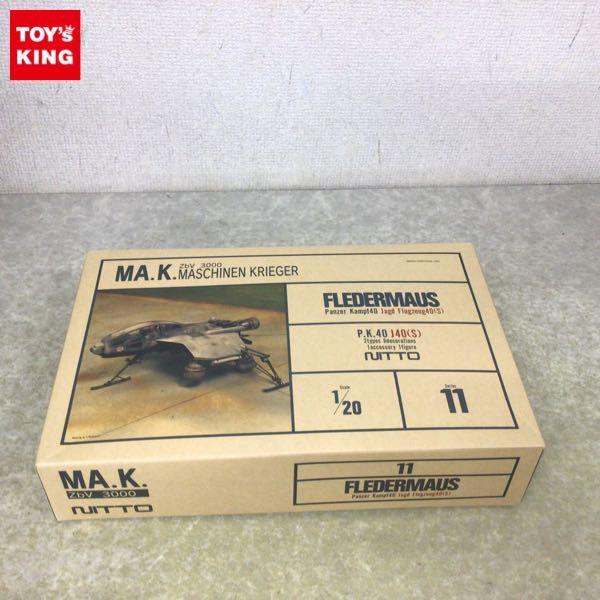 TOY'S
KING
MA.K. ZbV 3000
MASCHINEN KRIEGER
FLEDERMAUS
Panzer Kampf40 Jagd Flugzeug40(S)
P.K.40 J40(S)
2types 8decorations
1accessory 1figure
NITTO
Scale
1/20
Series
11
MA.K.
ZbV 3000
NITTO
11
FLEDERMAUS
Panzer Kampf40 Jagd Flugzeug40(S)